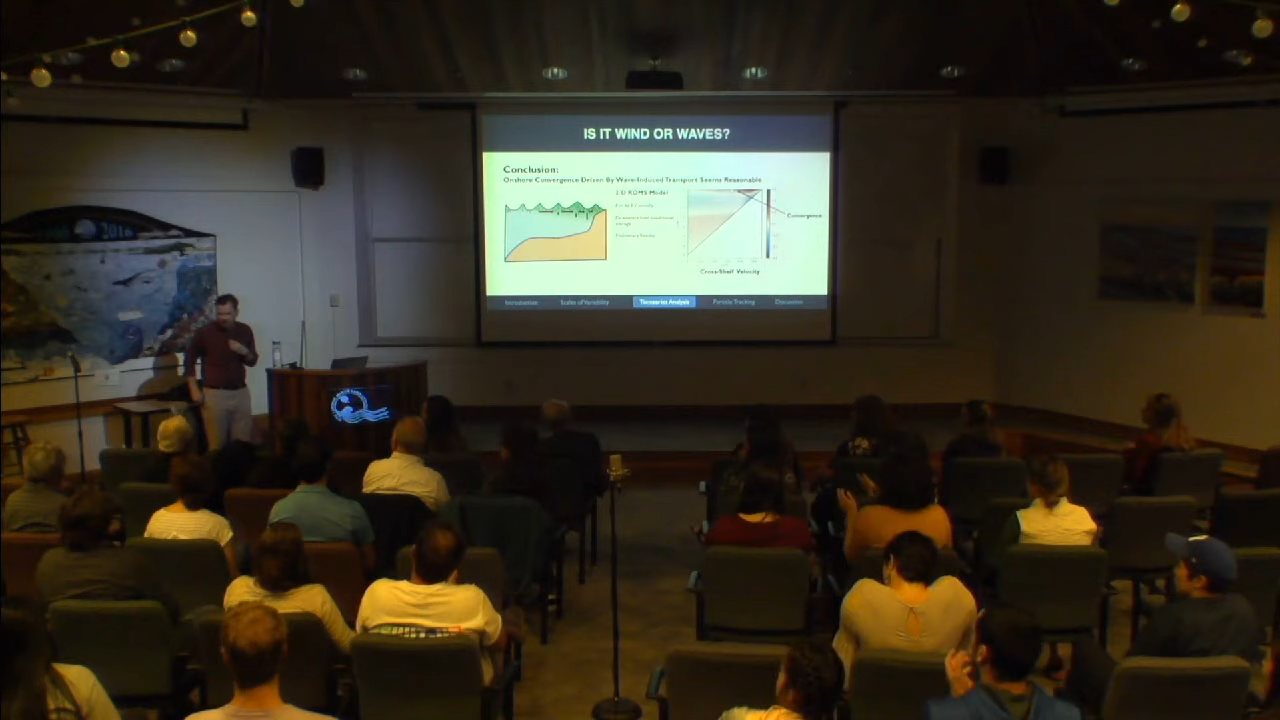 IS IT WIND OR WAVES?
Conclusion:
Onshore Convergence Driven By Wave-Induced Transport Seems Reasonable
2-D ROMS Model
Convergence
Cross-Shelf Velocity
Introduction Scales of Variability Timeseries Analysis Particle Tracking Discussion
2016